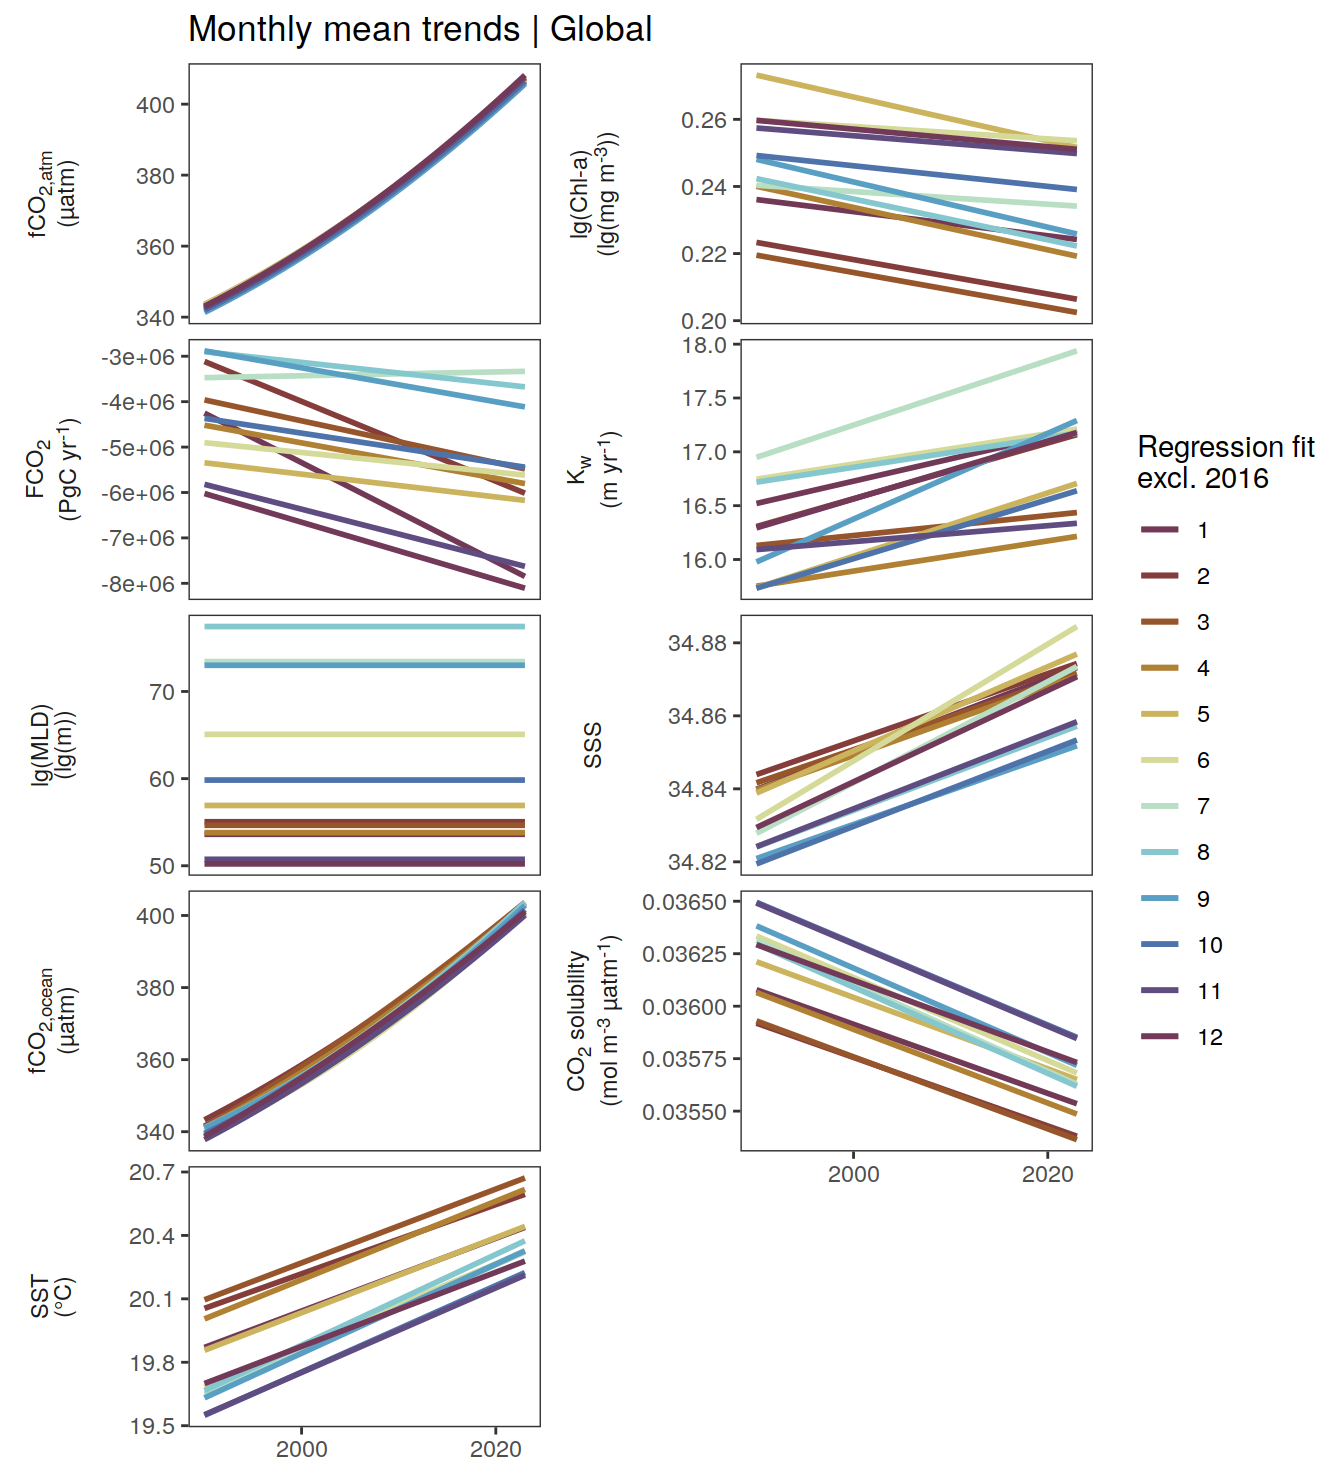 Monthly mean trends | Global
fCO2,atm
(µatm)
400
380
360
340
lg(Chl-a)
(lg(mg m-3))
0.26
0.24
0.22
0.20
FCO2
(PgC yr-1)
-3e+06
-4e+06
-5e+06
-6e+06
-7e+06
-8e+06
Kw
(m yr-1)
18.0
17.5
17.0
16.5
16.0
lg(MLD)
(lg(m))
70
60
50
SSS
34.88
34.86
34.84
34.82
fCO2,ocean
(µatm)
400
380
360
340
CO2 solubility
(mol m-3 µatm-1)
0.03650
0.03625
0.03600
0.03575
0.03550
2000 2020
SST
(°C)
20.7
20.4
20.1
19.8
19.5
2000 2020
Regression fit
excl. 2016
1
2
3
4
5
6
7
8
9
10
11
12